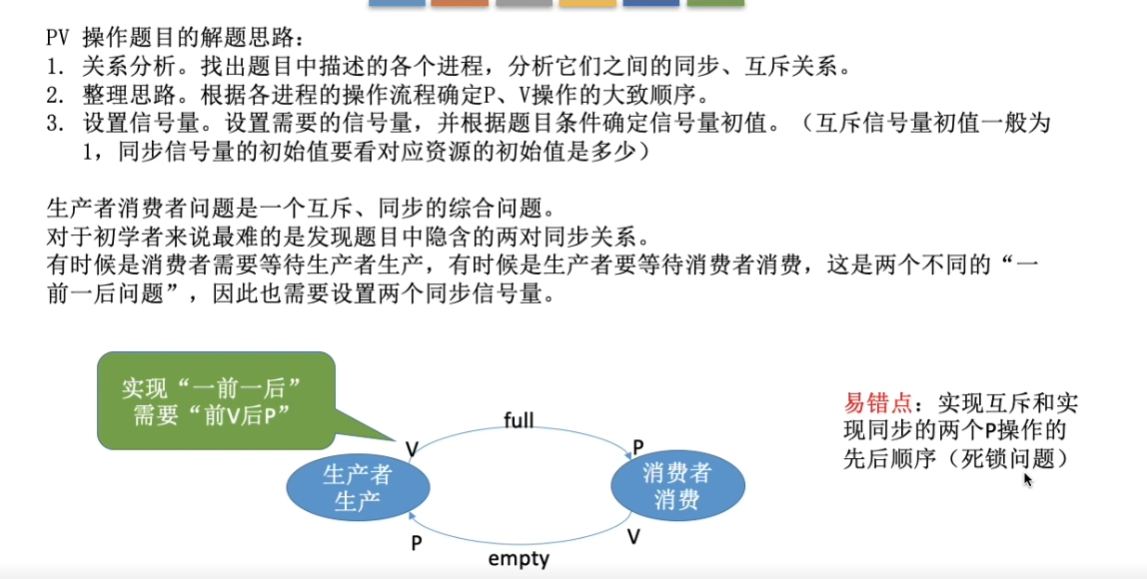 PV 操作题目的解题思路：
1. 关系分析。找出题目中描述的各个进程，分析它们之间的同步、互斥关系。
2. 整理思路。根据各进程的操作流程确定P、V操作的大致顺序。
3. 设置信号量。设置需要的信号量，并根据题目条件确定信号量初值。（互斥信号量初值一般为
1，同步信号量的初始值要看对应资源的初始值是多少）
生产者消费者问题是一个互斥、同步的综合问题。
对于初学者来说最难的是发现题目中隐含的两对同步关系。
有时候是消费者需要等待生产者生产，有时候是生产者要等待消费者消费，这是两个不同的“一
前一后问题”，因此也需要设置两个同步信号量。
实现“一前一后”
需要“前V后P”
full
V
P
生产者
生产
消费者
消费
P
V
empty
易错点：实现互斥和实
现同步的两个P操作的
先后顺序（死锁问题）